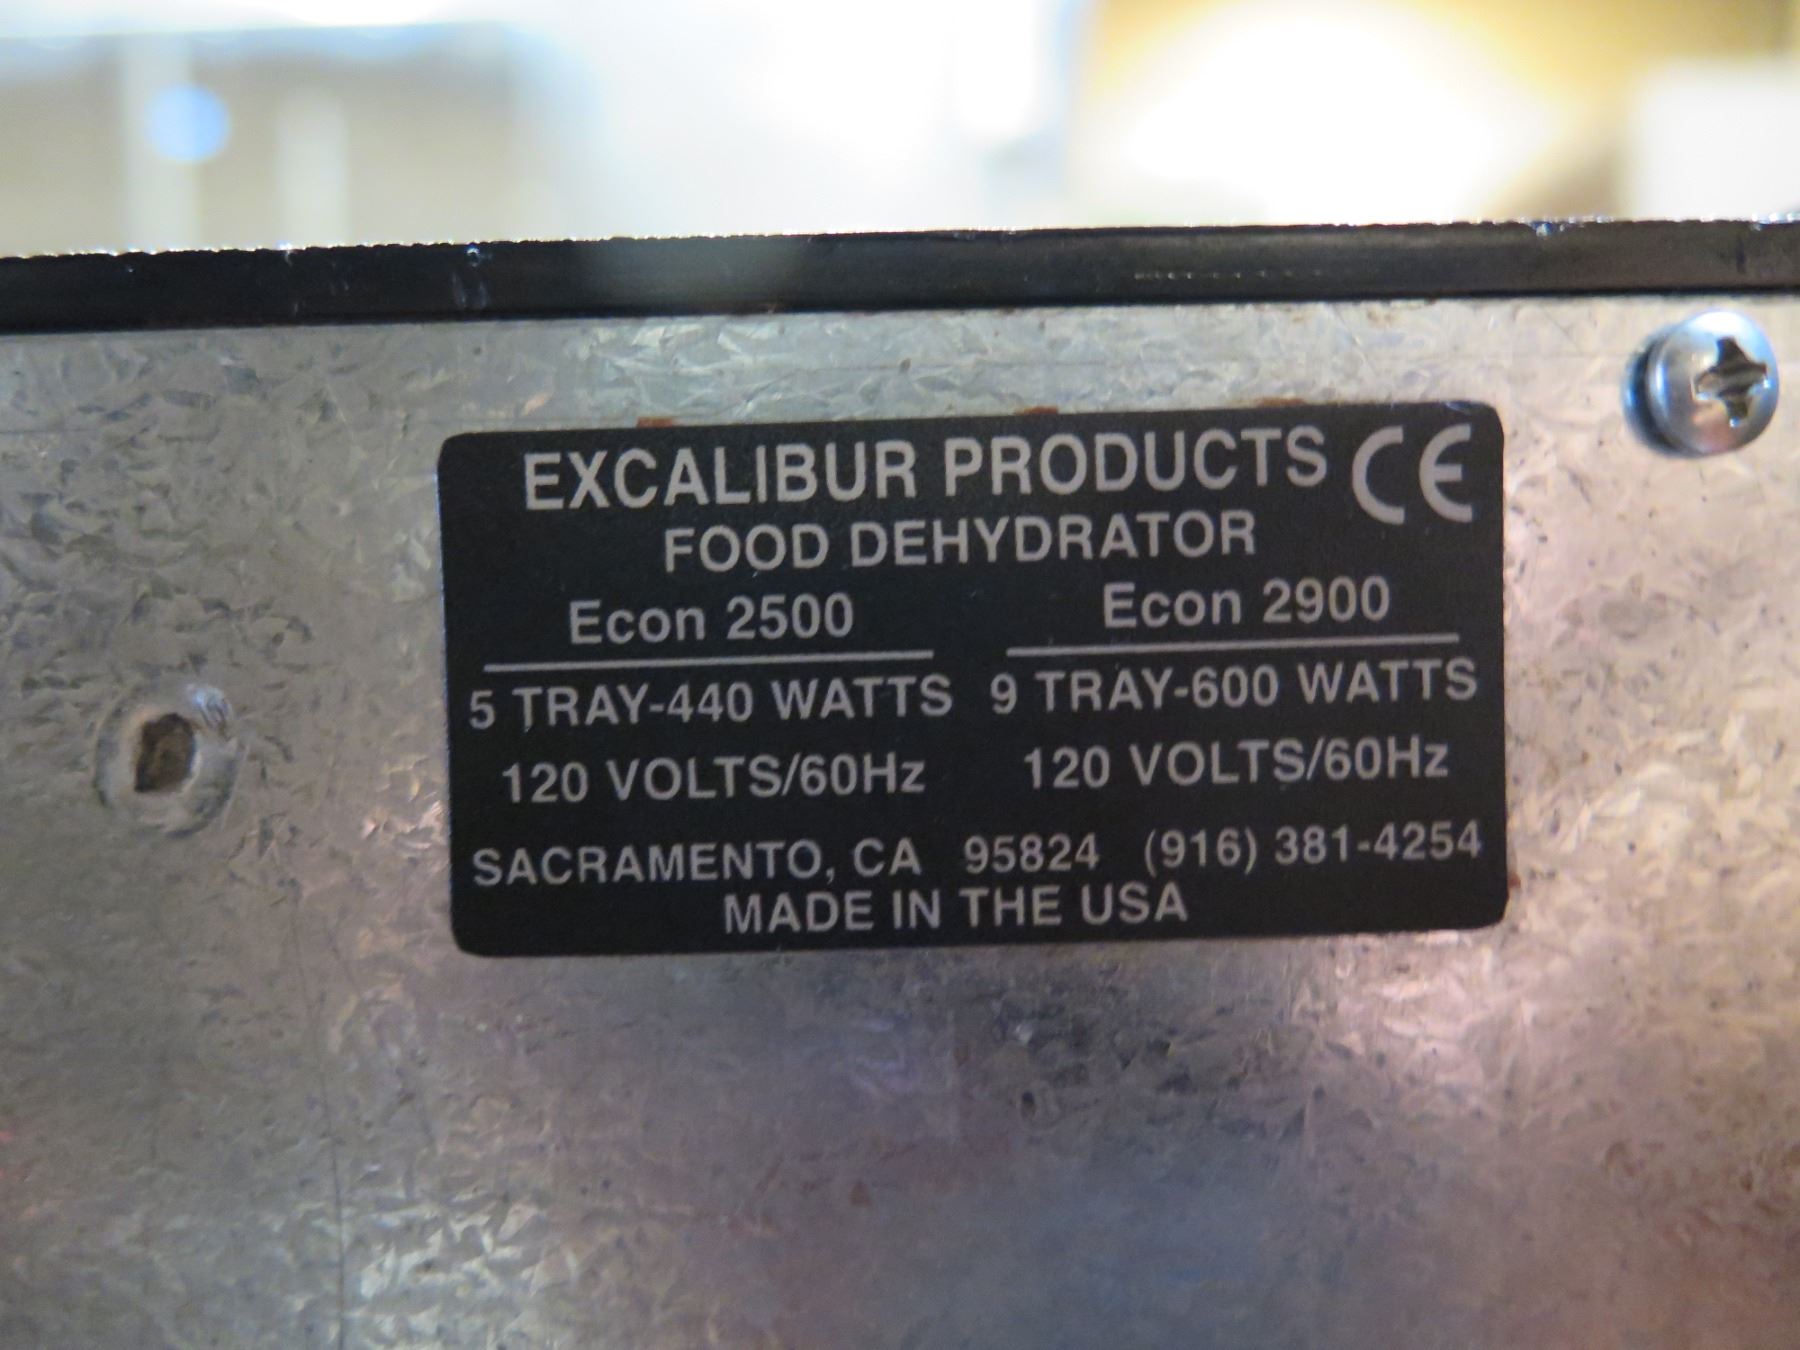 EXCALIBUR PRODUCTS CE
FOOD DEHYDRATOR
Econ 2500 Econ 2900
5 TRAY-440 WATTS 9 TRAY-600 WATTS
120 VOLTS/60Hz 120 VOLTS/60Hz
SACRAMENTO, CA 95824 (916) 381-4254
MADE IN THE USA